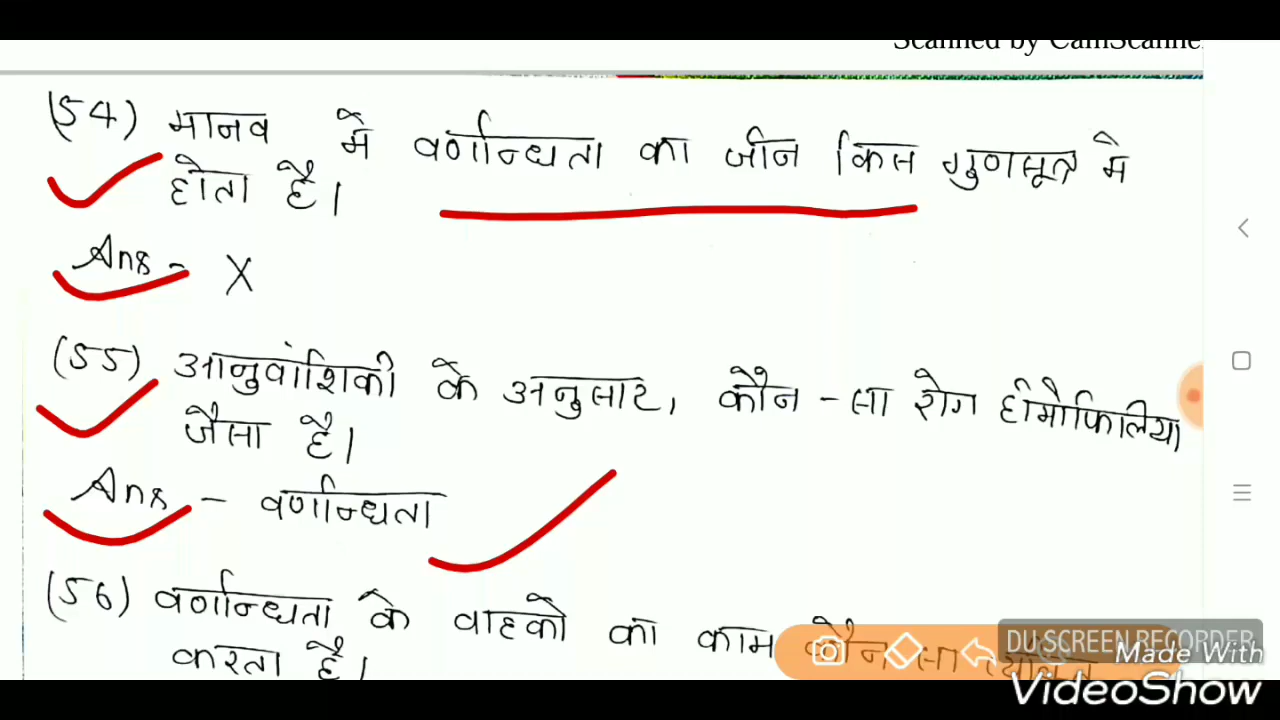 Scanned by CamScanne
(54) मानव में वर्णान्धता का जीन किस गुणसूत्र में
होता है।
Ans - X
(55) आनुवांशिकी के अनुसार, कौन-सा रोग हीमोफिलिया
जैसा है।
Ans - वर्णान्धता
(56) वर्णान्धता के वाहकों का काम कौन सा
करता है।
DU SCREEN RECORDER
Made With
VideoShow